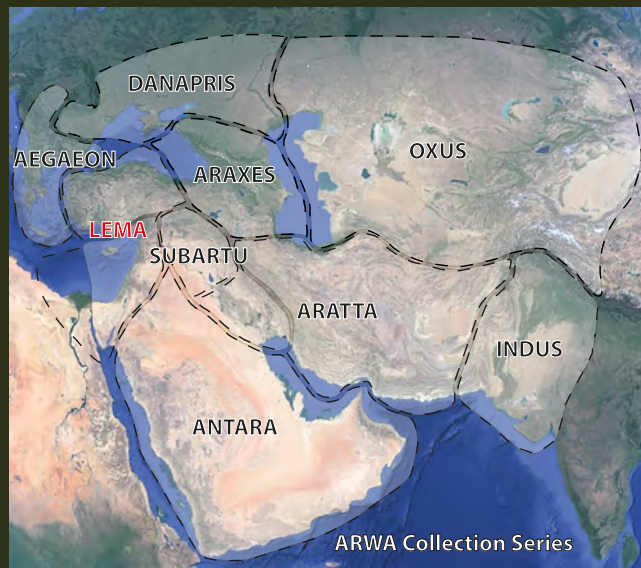 DANAPRIS
OXUS
AEGAEON
ARAXES
LEMA
SUBARTU
ARATTA
INDUS
ANTARA
ARWA Collection Series